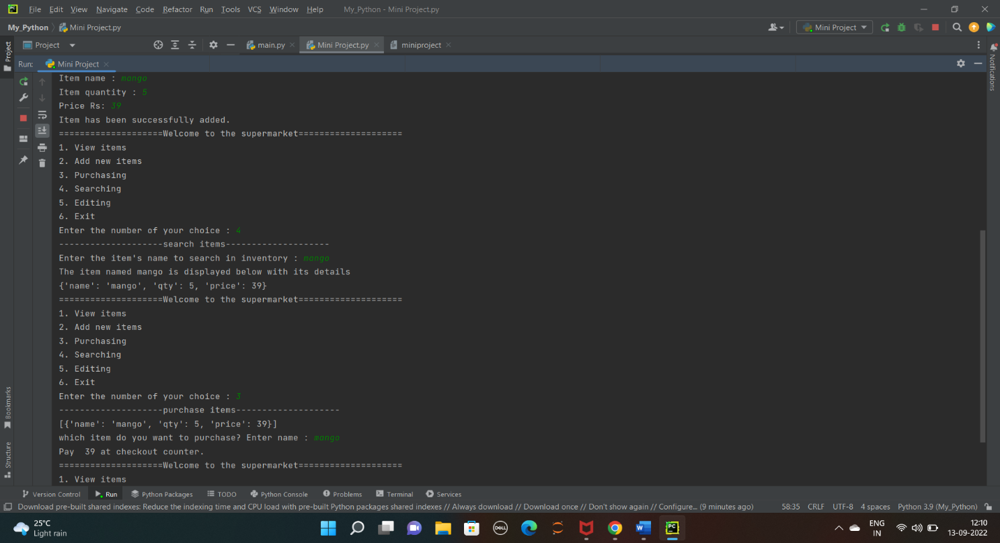 PC File Edit View Navigate Code Refactor Run Tools VCS Window Help My_Python - Mini Project.py
My_Python Mini Project.py Mini Project
Project Project main.py Mini Project.py miniproject
Run: Mini Project
Notifications
Item name : mango
Item quantity : 5
Price Rs: 39
Item has been successfully added.
====================Welcome to the supermarket====================
1. View items
2. Add new items
3. Purchasing
4. Searching
5. Editing
6. Exit
Enter the number of your choice : 4
--------------------search items--------------------
Enter the item's name to search in inventory : mango
The item named mango is displayed below with its details
{'name': 'mango', 'qty': 5, 'price': 39}
====================Welcome to the supermarket====================
1. View items
2. Add new items
3. Purchasing
4. Searching
5. Editing
6. Exit
Enter the number of your choice : 3
--------------------purchase items--------------------
[{'name': 'mango', 'qty': 5, 'price': 39}]
which item do you want to purchase? Enter name : mango
Pay  39 at checkout counter.
====================Welcome to the supermarket====================
1. View items
Bookmarks
Structure
Version Control Run Python Packages TODO Python Console Problems Terminal Services
Download pre-built shared indexes: Reduce the indexing time and CPU load with pre-built Python packages shared indexes // Always download // Download once // Don't show again // Configure... (9 minutes ago) 58:35 CRLF UTF-8 4 spaces Python 3.9 (My_Python)
25°C
Light rain
DELL
W
PC
ENG
IN
12:10
13-09-2022